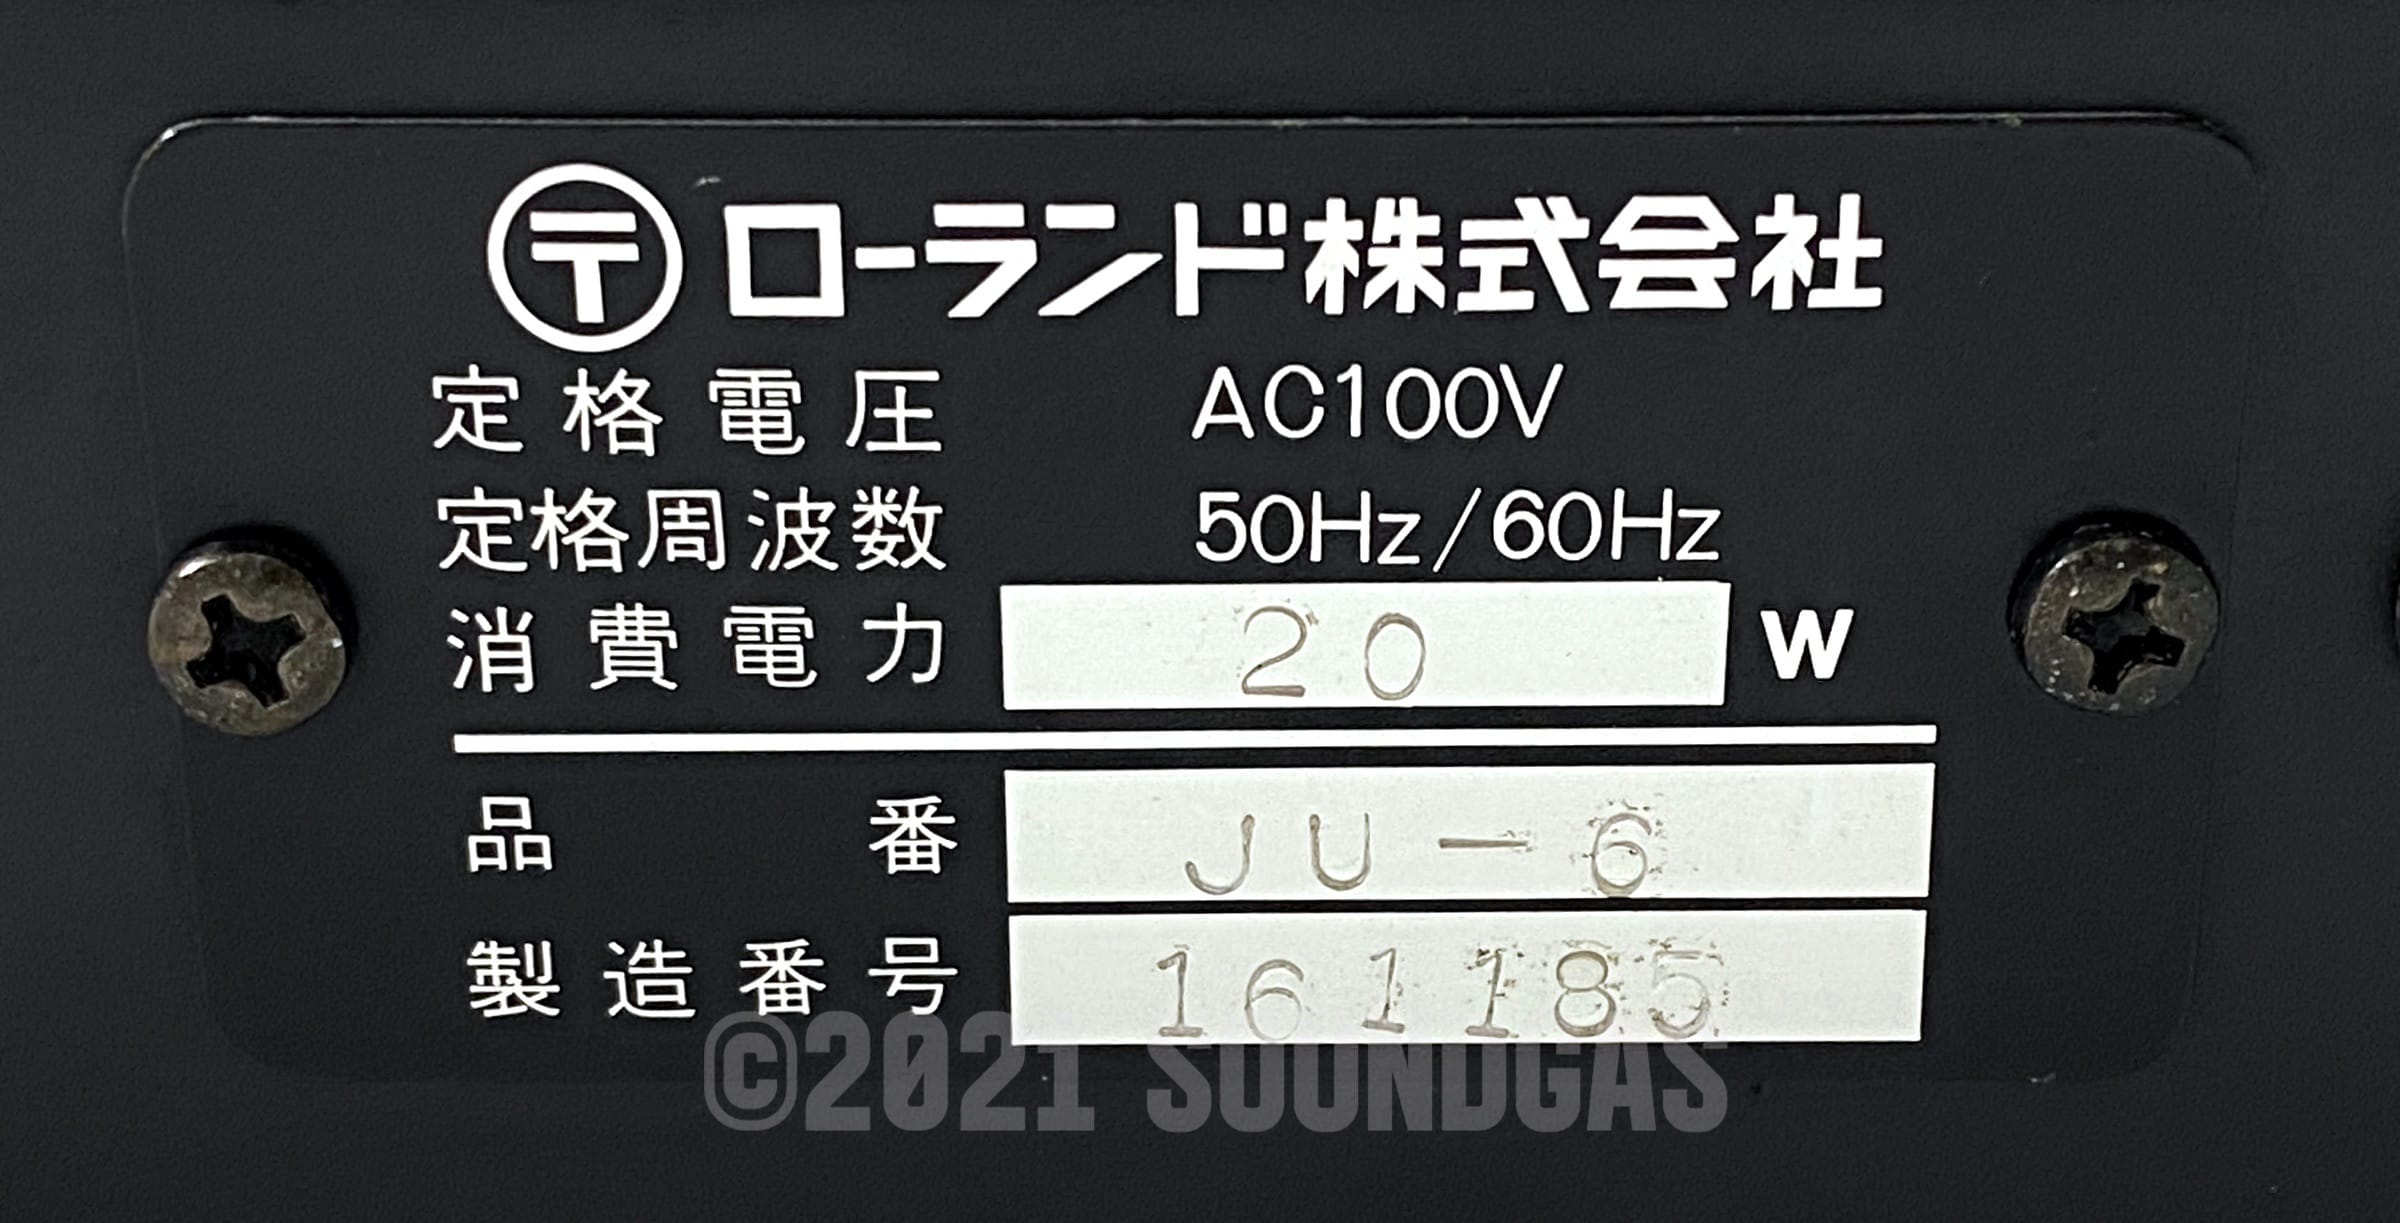 〒ローランド株式会社
定格電圧 AC100V
定格周波数 50Hz/60Hz
消費電力 20 W
品番 JU-6
製造番号 161185
©2021 SOUNDGAS